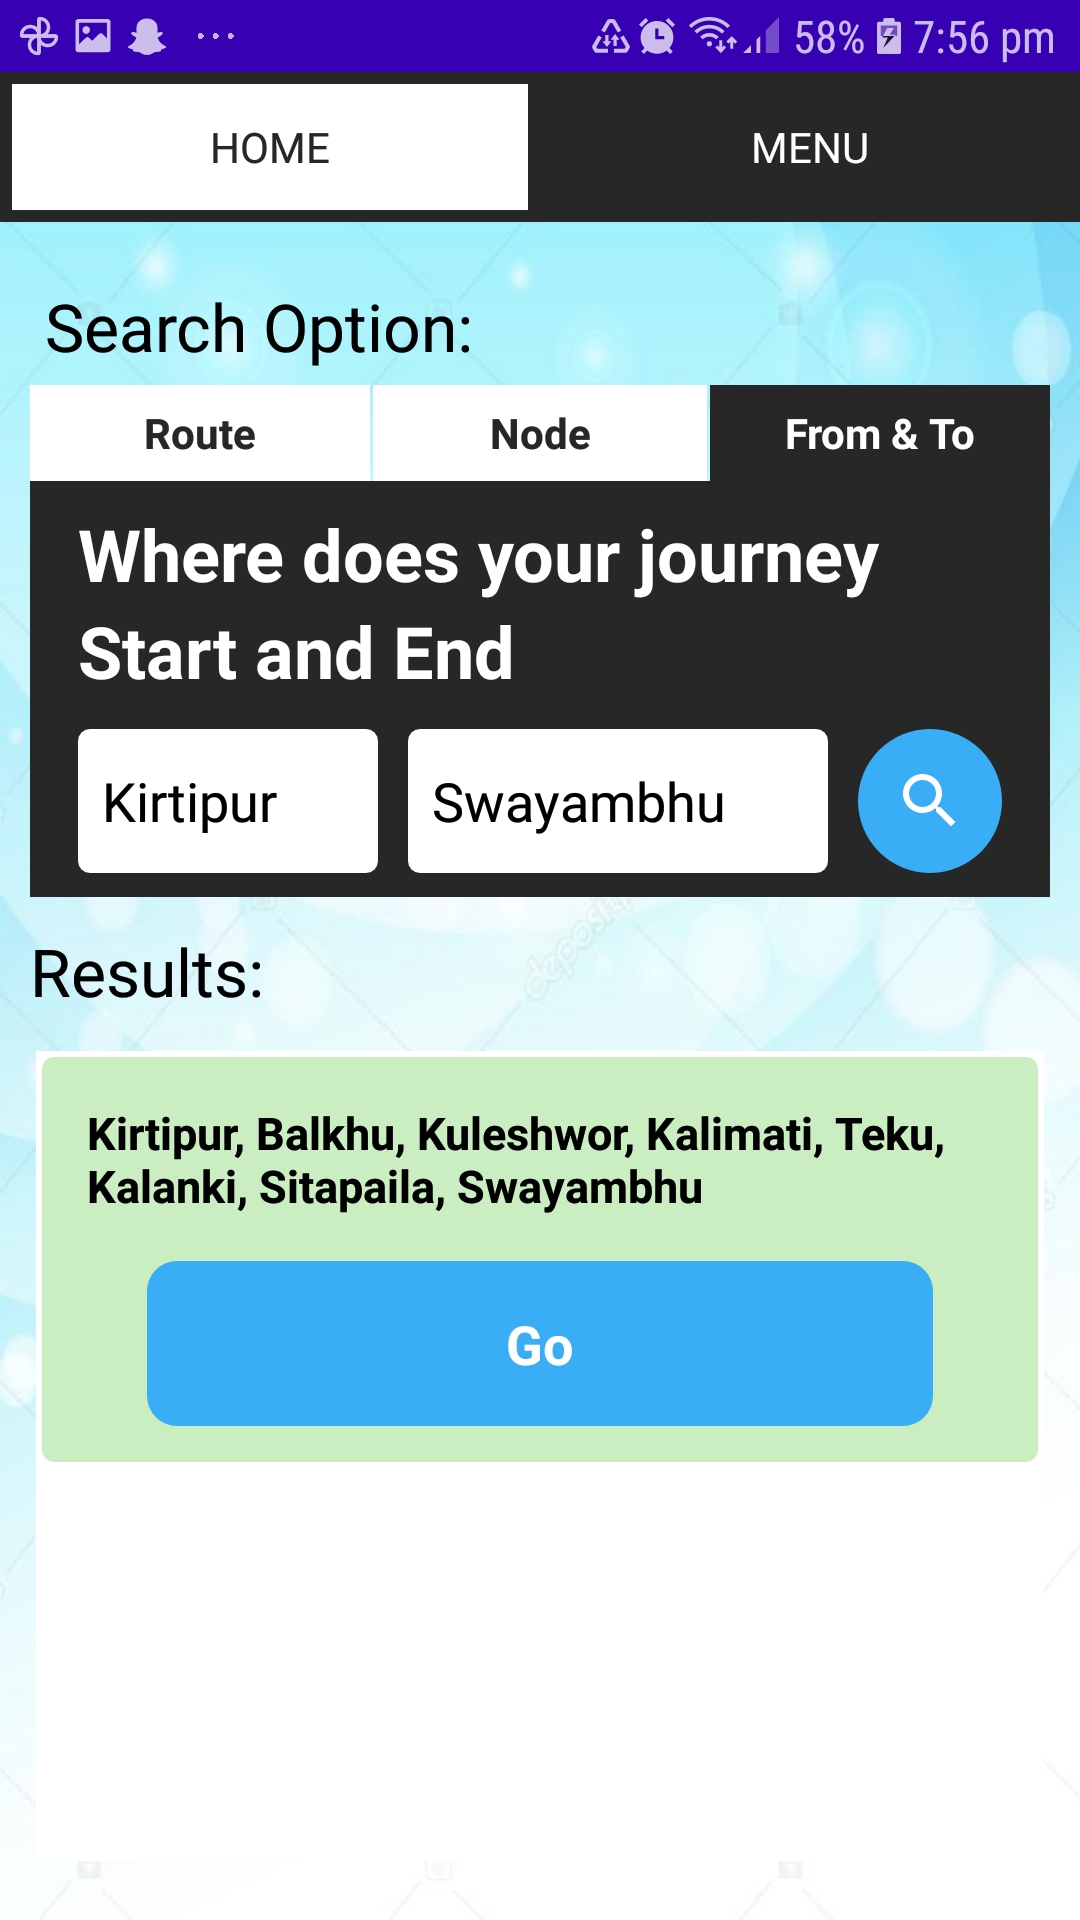 58% 7:56 pm
HOME MENU
Search Option:
Route Node From & To
Where does your journey
Start and End
Kirtipur Swayambhu
Results:
Kirtipur, Balkhu, Kuleshwor, Kalimati, Teku,
Kalanki, Sitapaila, Swayambhu
Go